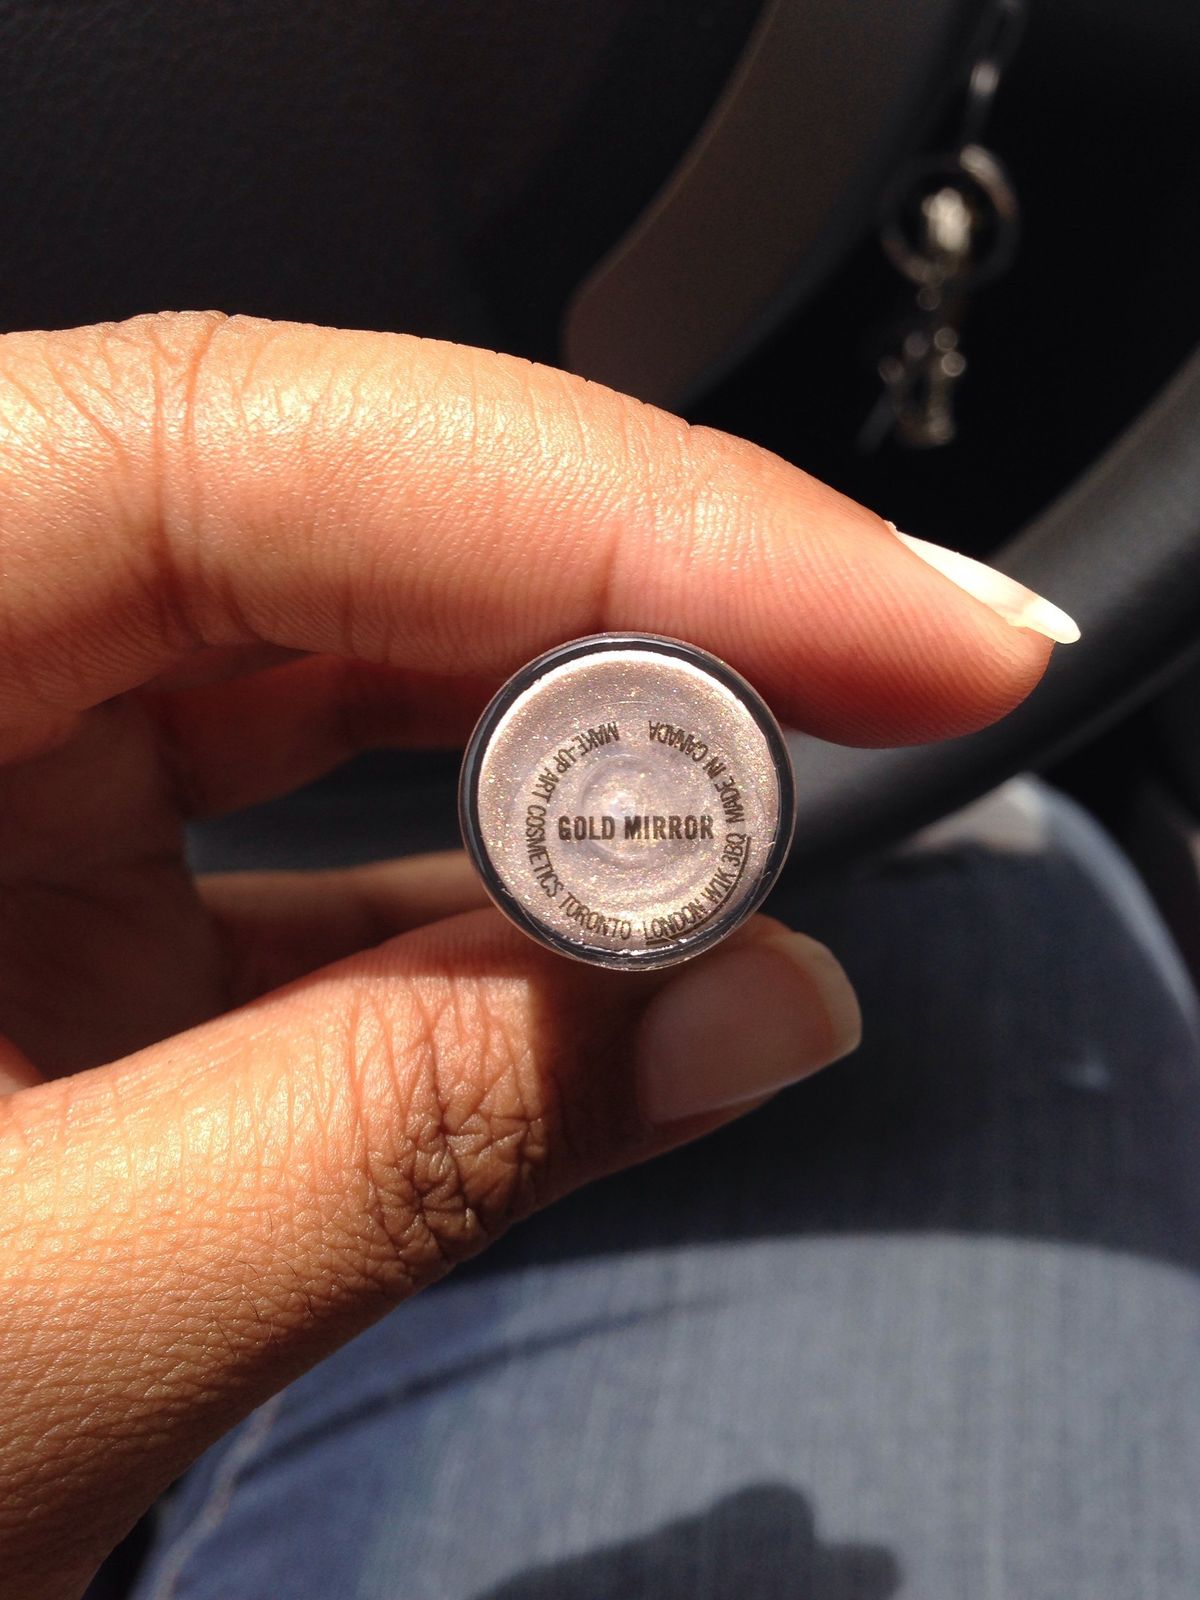 GOLD MIRROR
MAKE-UP ART COSMETICS TORONTO · LONDON W1K 3BQ MADE IN CANADA